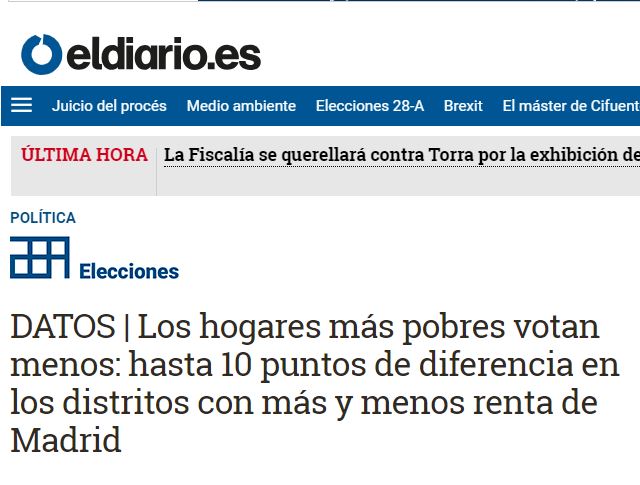 eldiario.es
Juicio del procés Medio ambiente Elecciones 28-A Brexit El máster de Cifuent
ÚLTIMA HORA La Fiscalía se querellará contra Torra por la exhibición de
POLÍTICA
28A Elecciones
DATOS | Los hogares más pobres votan
menos: hasta 10 puntos de diferencia en
los distritos con más y menos renta de
Madrid